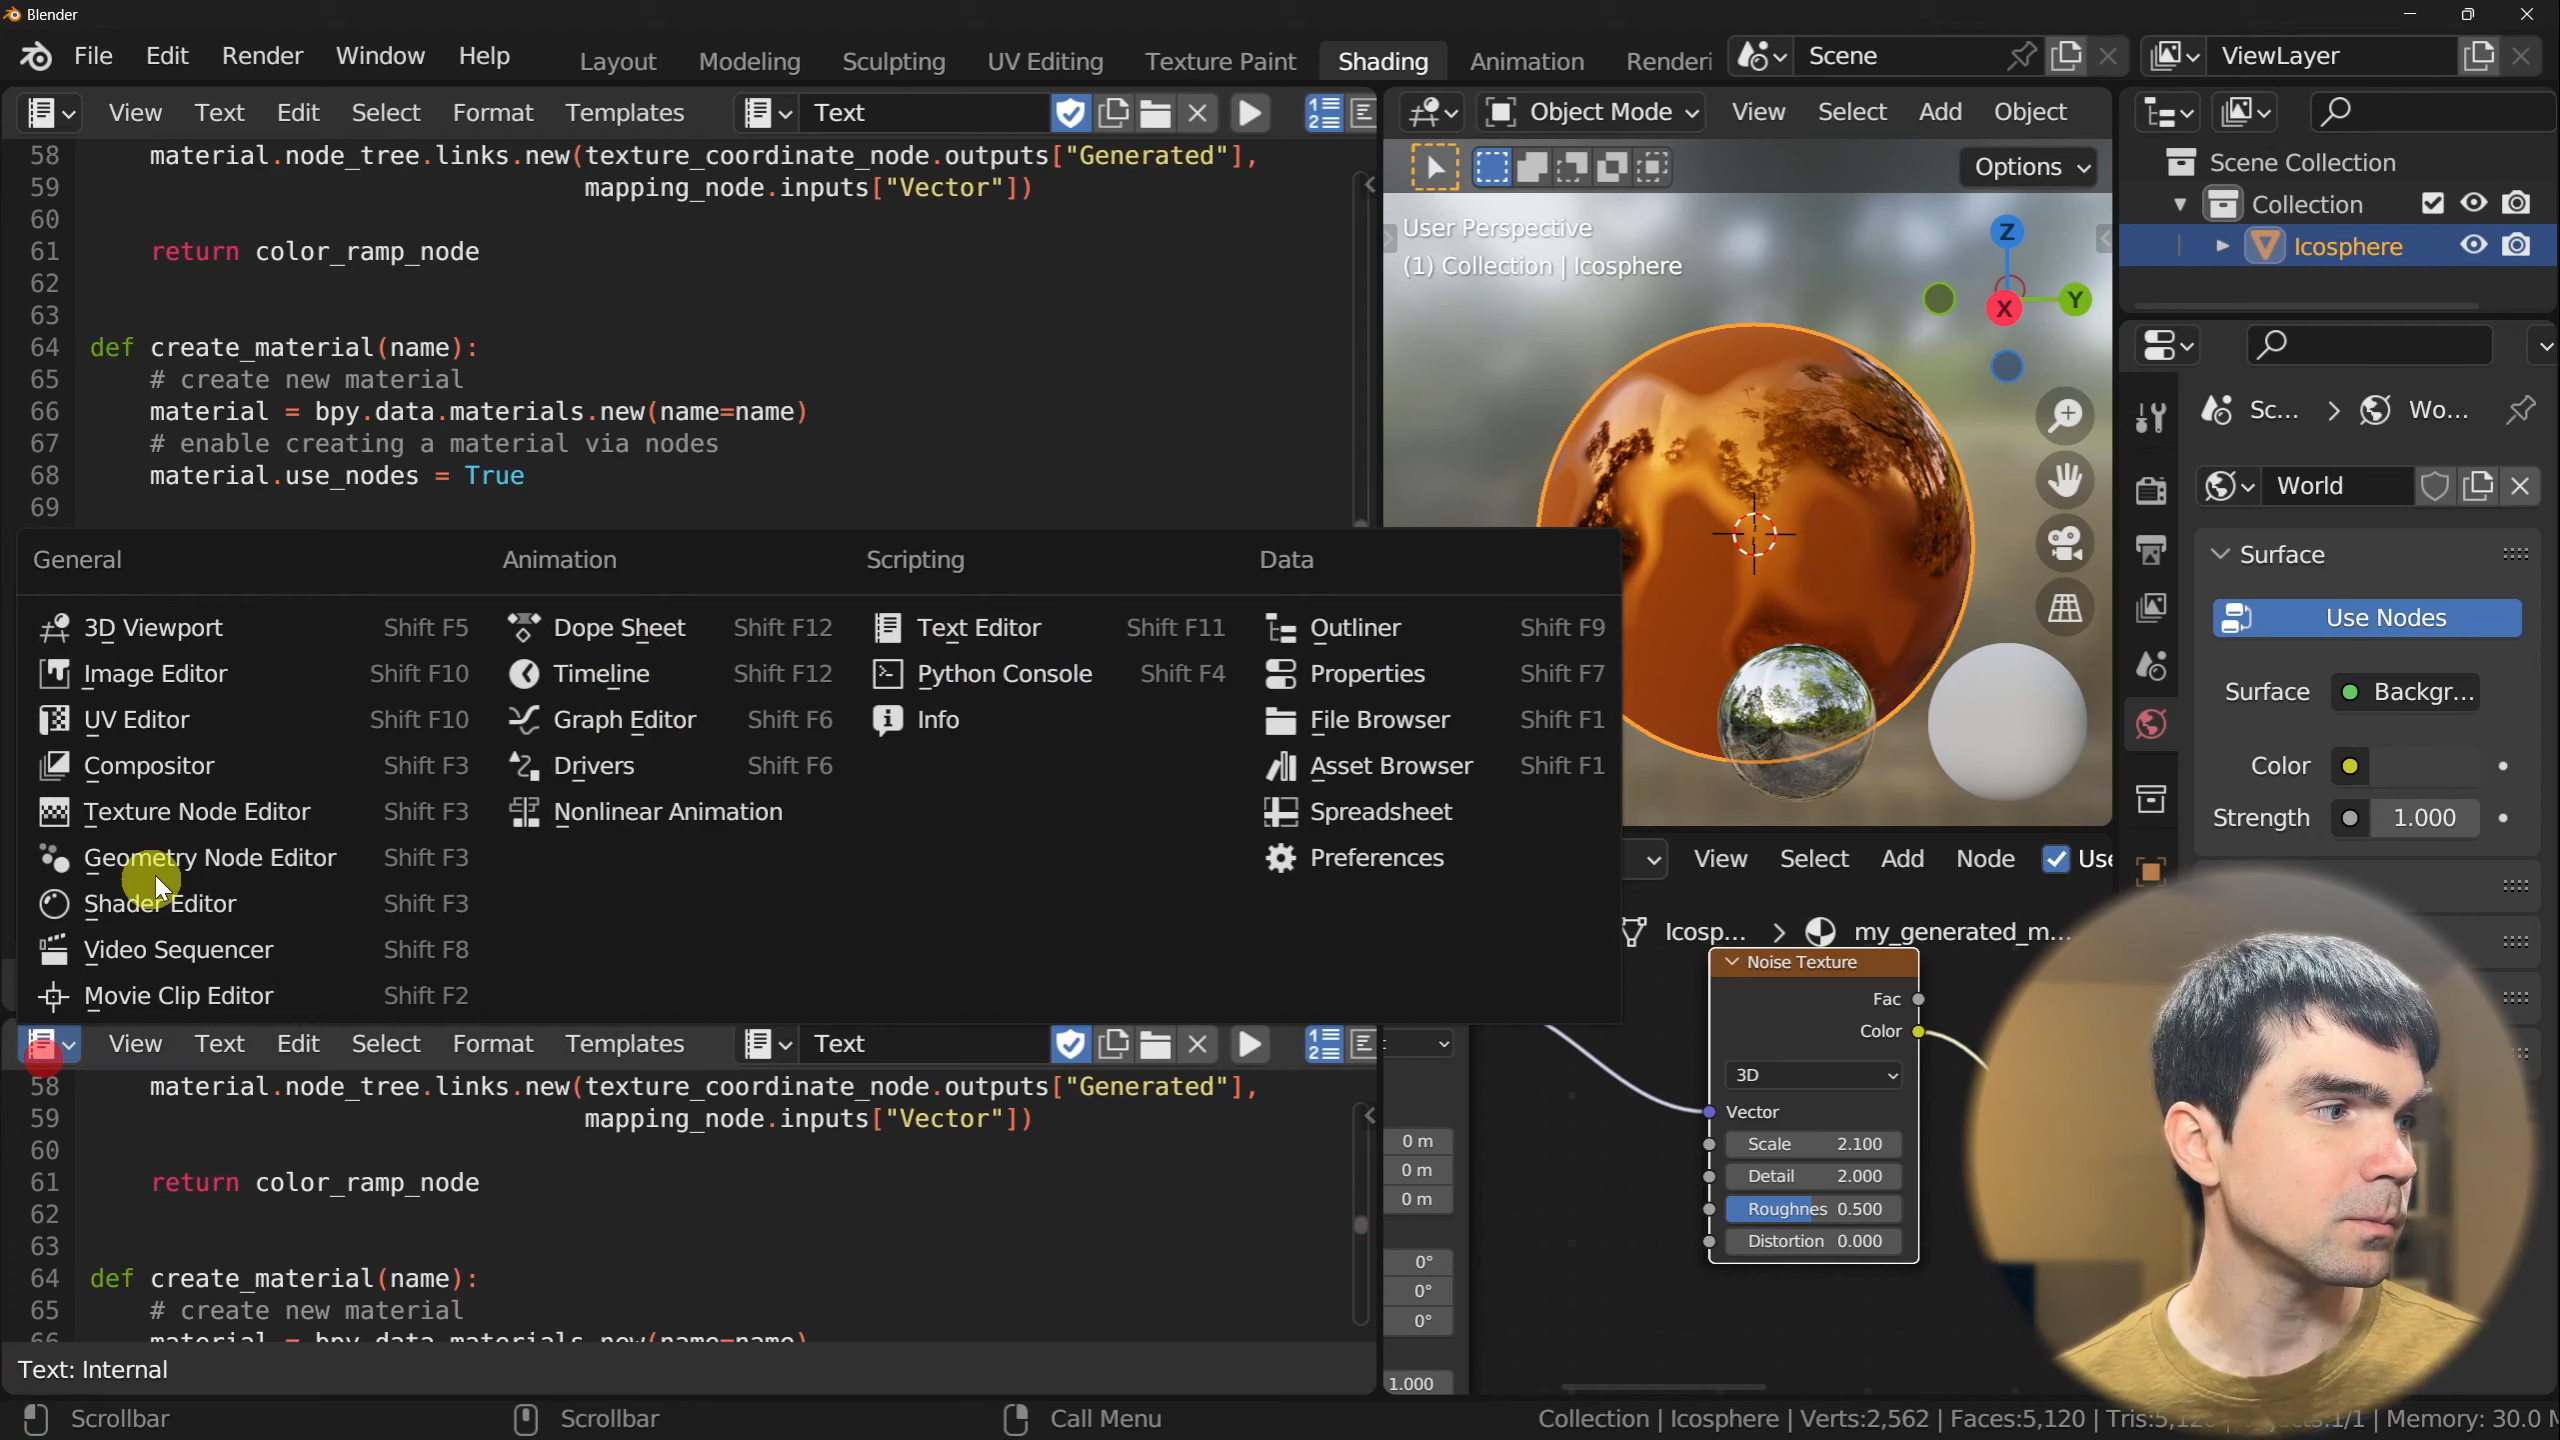 Blender
File Edit Render Window Help Layout Modeling Sculpting UV Editing Texture Paint Shading Animation Renderi Scene ViewLayer
View Text Edit Select Format Templates Text
58 material.node_tree.links.new(texture_coordinate_node.outputs["Generated"],
59 mapping_node.inputs["Vector"])
60
61 return color_ramp_node
62
63
64 def create_material(name):
65 # create new material
66 material = bpy.data.materials.new(name=name)
67 # enable creating a material via nodes
68 material.use_nodes = True
69
Object Mode View Select Add Object
Options
User Perspective
(1) Collection | Icosphere
Z
Y
X
Scene Collection
Collection
Icosphere
Sc... > Wo...
World
Surface
Use Nodes
Surface Backgr...
Color
Strength 1.000
General
3D Viewport Shift F5
Image Editor Shift F10
UV Editor Shift F10
Compositor Shift F3
Texture Node Editor Shift F3
Geometry Node Editor Shift F3
Shader Editor Shift F3
Video Sequencer Shift F8
Movie Clip Editor Shift F2
Animation
Dope Sheet Shift F12
Timeline Shift F12
Graph Editor Shift F6
Drivers Shift F6
Nonlinear Animation
Scripting
Text Editor Shift F11
Python Console Shift F4
Info
Data
Outliner Shift F9
Properties Shift F7
File Browser Shift F1
Asset Browser Shift F1
Spreadsheet
Preferences
View Select Add Node Use
Icosp... > my_generated_m...
Noise Texture
Fac
Color
3D
Vector
Scale 2.100
Detail 2.000
Roughnes 0.500
Distortion 0.000
0 m
0 m
0 m
0°
0°
0°
1.000
View Text Edit Select Format Templates Text
58 material.node_tree.links.new(texture_coordinate_node.outputs["Generated"],
59 mapping_node.inputs["Vector"])
60
61 return color_ramp_node
62
63
64 def create_material(name):
65 # create new material
66 material = bpy.data.materials.new(name=name)
Text: Internal
Scrollbar Scrollbar Call Menu
Collection | Icosphere | Verts:2,562 | Faces:5,120 | 1/1 | Memory: 30.0 M